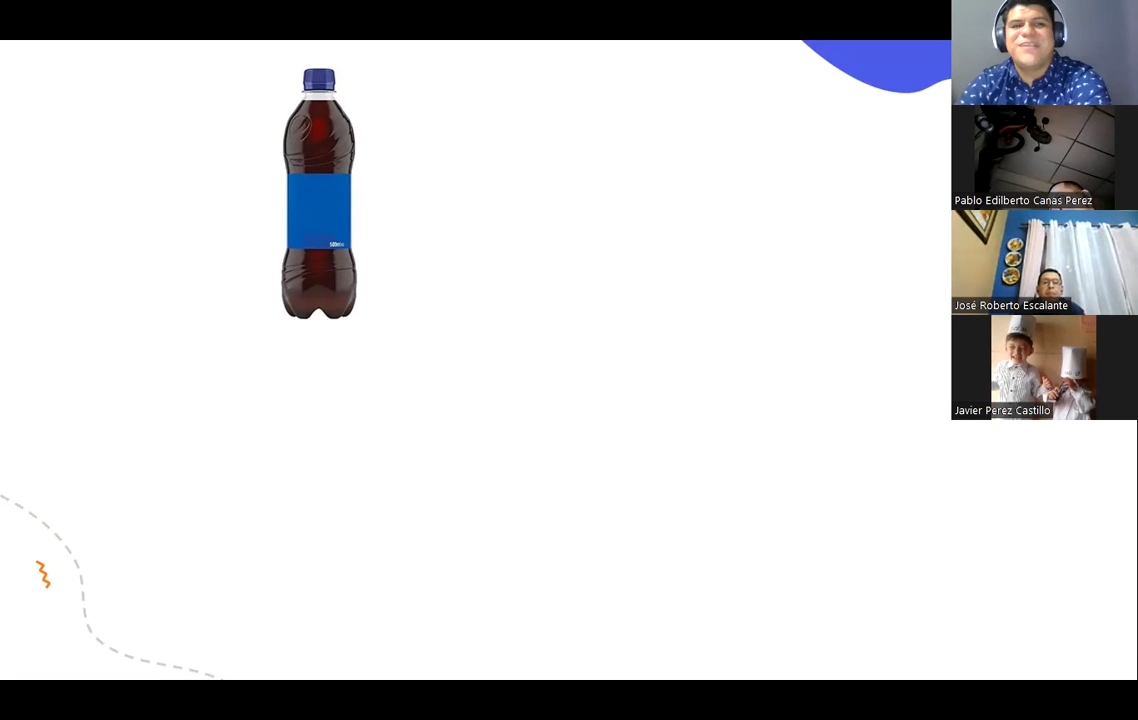 Pablo Edilberto Canas Perez
José Roberto Escalante
Javier Perez Castillo